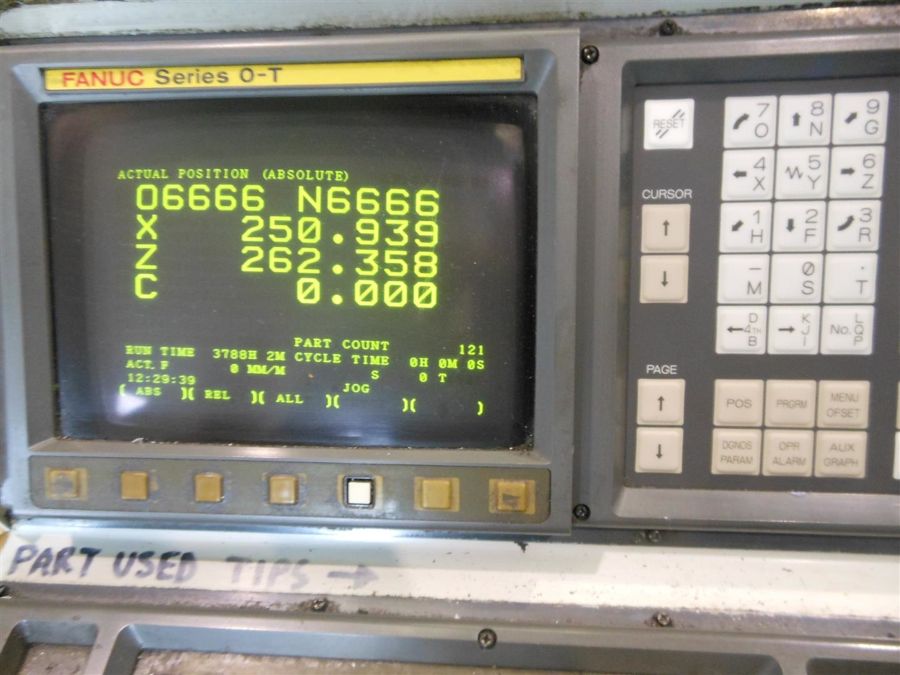 FANUC Series O-T
ACTUAL POSITION (ABSOLUTE)
O6666 N6666
X 250.939
Z 262.358
C 0.000
PART COUNT 121
RUN TIME 3788H 2M CYCLE TIME 0H 0M 0S
ACT.F 0 MM/M S 0 T
12:29:39 JOG
( ABS )( REL )( ALL )( )( )
PART USED TIPS →
RESET
7 O
8 N
9 G
4 X
5 Y
6 Z
CURSOR
↑
↓
1 H
2 F
3 R
- M
0 S
. T
D 4TH B
K J I
No. L Q P
PAGE
↑
↓
POS
PRGRM
MENU OFSET
DGNOS PARAM
OPR ALARM
AUX GRAPH